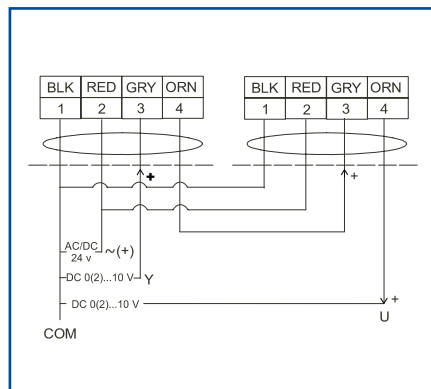 BLK RED GRY ORN
1 2 3 4
BLK RED GRY ORN
1 2 3 4
+ +
AC/DC
24 v
~(+)
DC 0(2)...10 V Y
DC 0(2)...10 V
+
U
COM